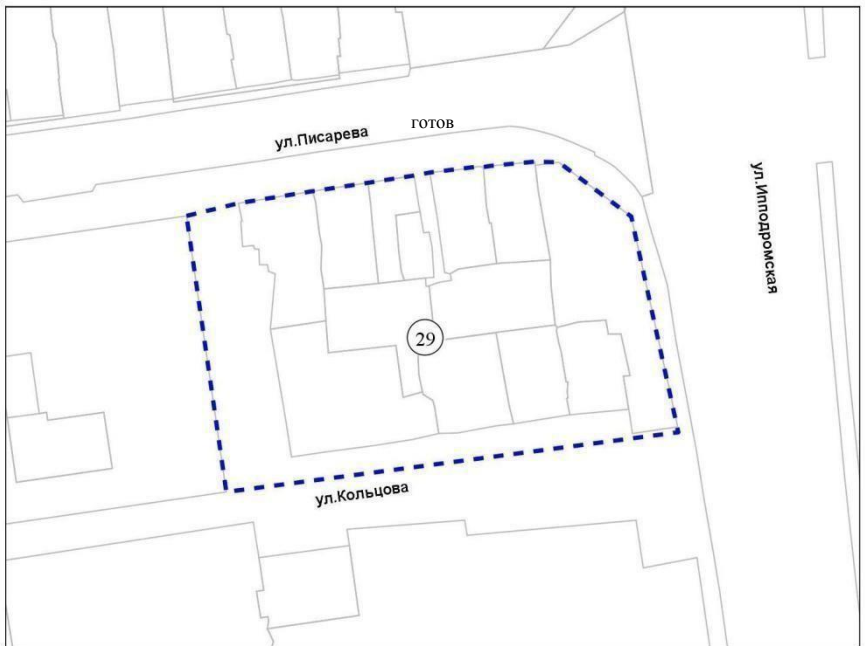 готов
ул.Писарева
ул.Ипподромская
29
ул.Кольцова